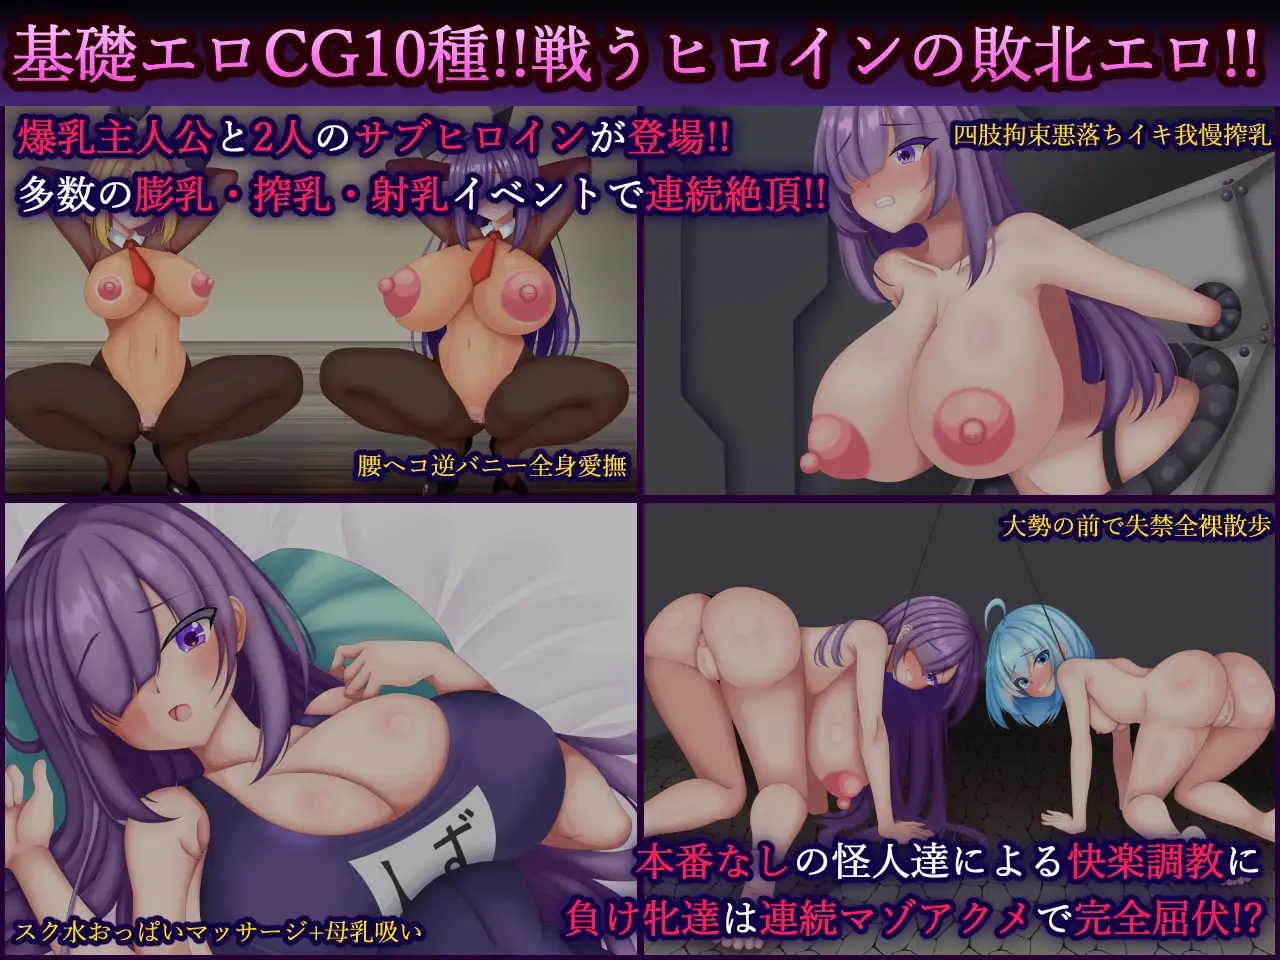 基礎エロCG10種!!戦うヒロインの敗北エロ!!
爆乳主人公と2人のサブヒロインが登場!!
多数の膨乳・搾乳・射乳イベントで連続絶頂!!
四肢拘束悪落ちイキ我慢搾乳
腰ヘコ逆バニー全身愛撫
大勢の前で失禁全裸散歩
しず
スク水おっぱいマッサージ+母乳吸い
本番なしの怪人達による快楽調教に
負け牝達は連続マゾアクメで完全屈伏!?